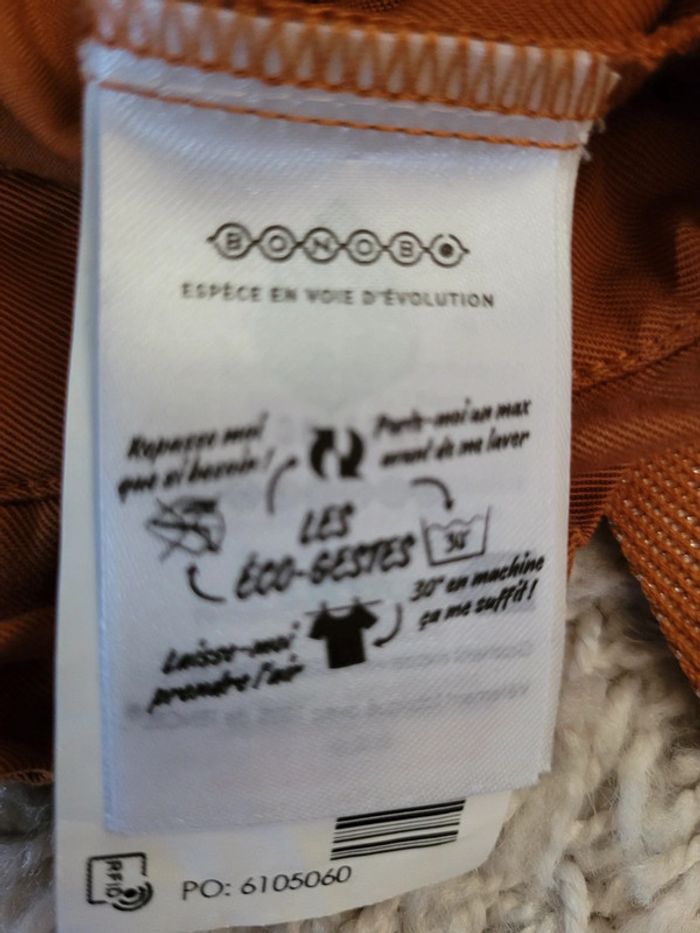 BONOBO
ESPÈCE EN VOIE D'ÉVOLUTION
Repasse moi
que si besoin !
Porte-moi un max
avant de me laver
LES
ÉCO-GESTES
30°
30° en machine
ça me suffit !
Laisse-moi
prendre l'air
RFID
PO: 6105060